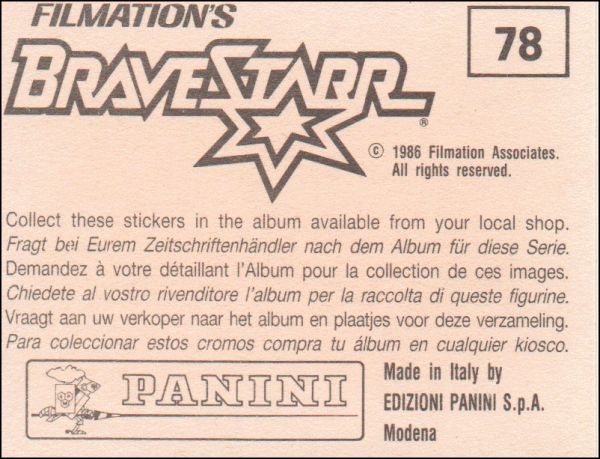 FILMATION'S
BRAVESTARR
®
78
© 1986 Filmation Associates.
All rights reserved.
Collect these stickers in the album available from your local shop.
Fragt bei Eurem Zeitschriftenhändler nach dem Album für diese Serie.
Demandez à votre détaillant l'Album pour la collection de ces images.
Chiedete al vostro rivenditore l'album per la raccolta di queste figurine.
Vraagt aan uw verkoper naar het album en plaatjes voor deze verzameling.
Para coleccionar estos cromos compra tu álbum en cualquier kiosco.
PANINI
Made in Italy by
EDIZIONI PANINI S.p.A.
Modena